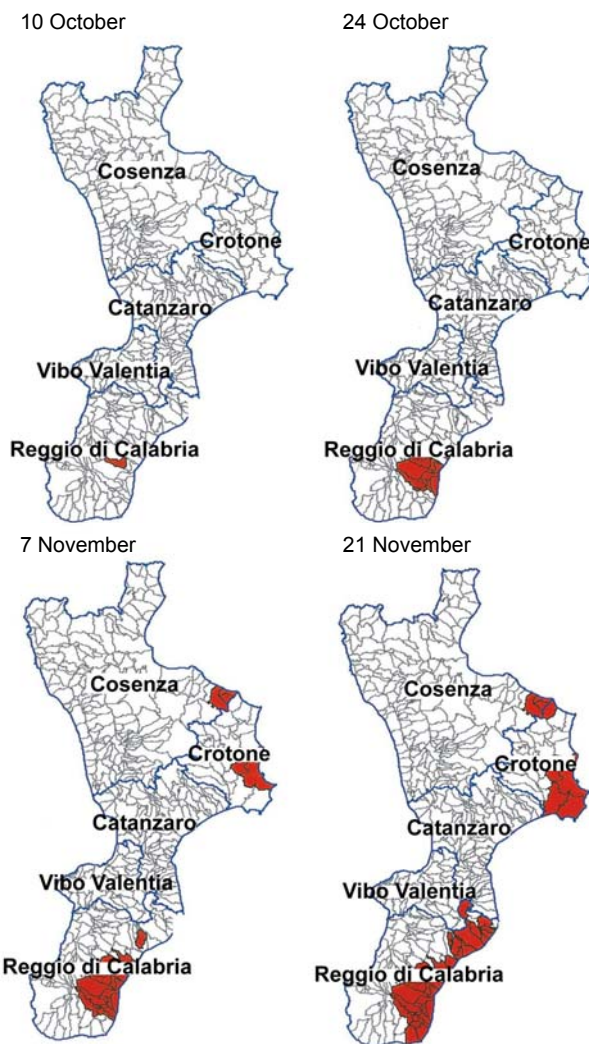 10 October
Cosenza
Crotone
Catanzaro
Vibo Valentia
Reggio di Calabria
24 October
Cosenza
Crotone
Catanzaro
Vibo Valentia
Reggio di Calabria
7 November
Cosenza
Crotone
Catanzaro
Vibo Valentia
Reggio di Calabria
21 November
Cosenza
Crotone
Catanzaro
Vibo Valentia
Reggio di Calabria